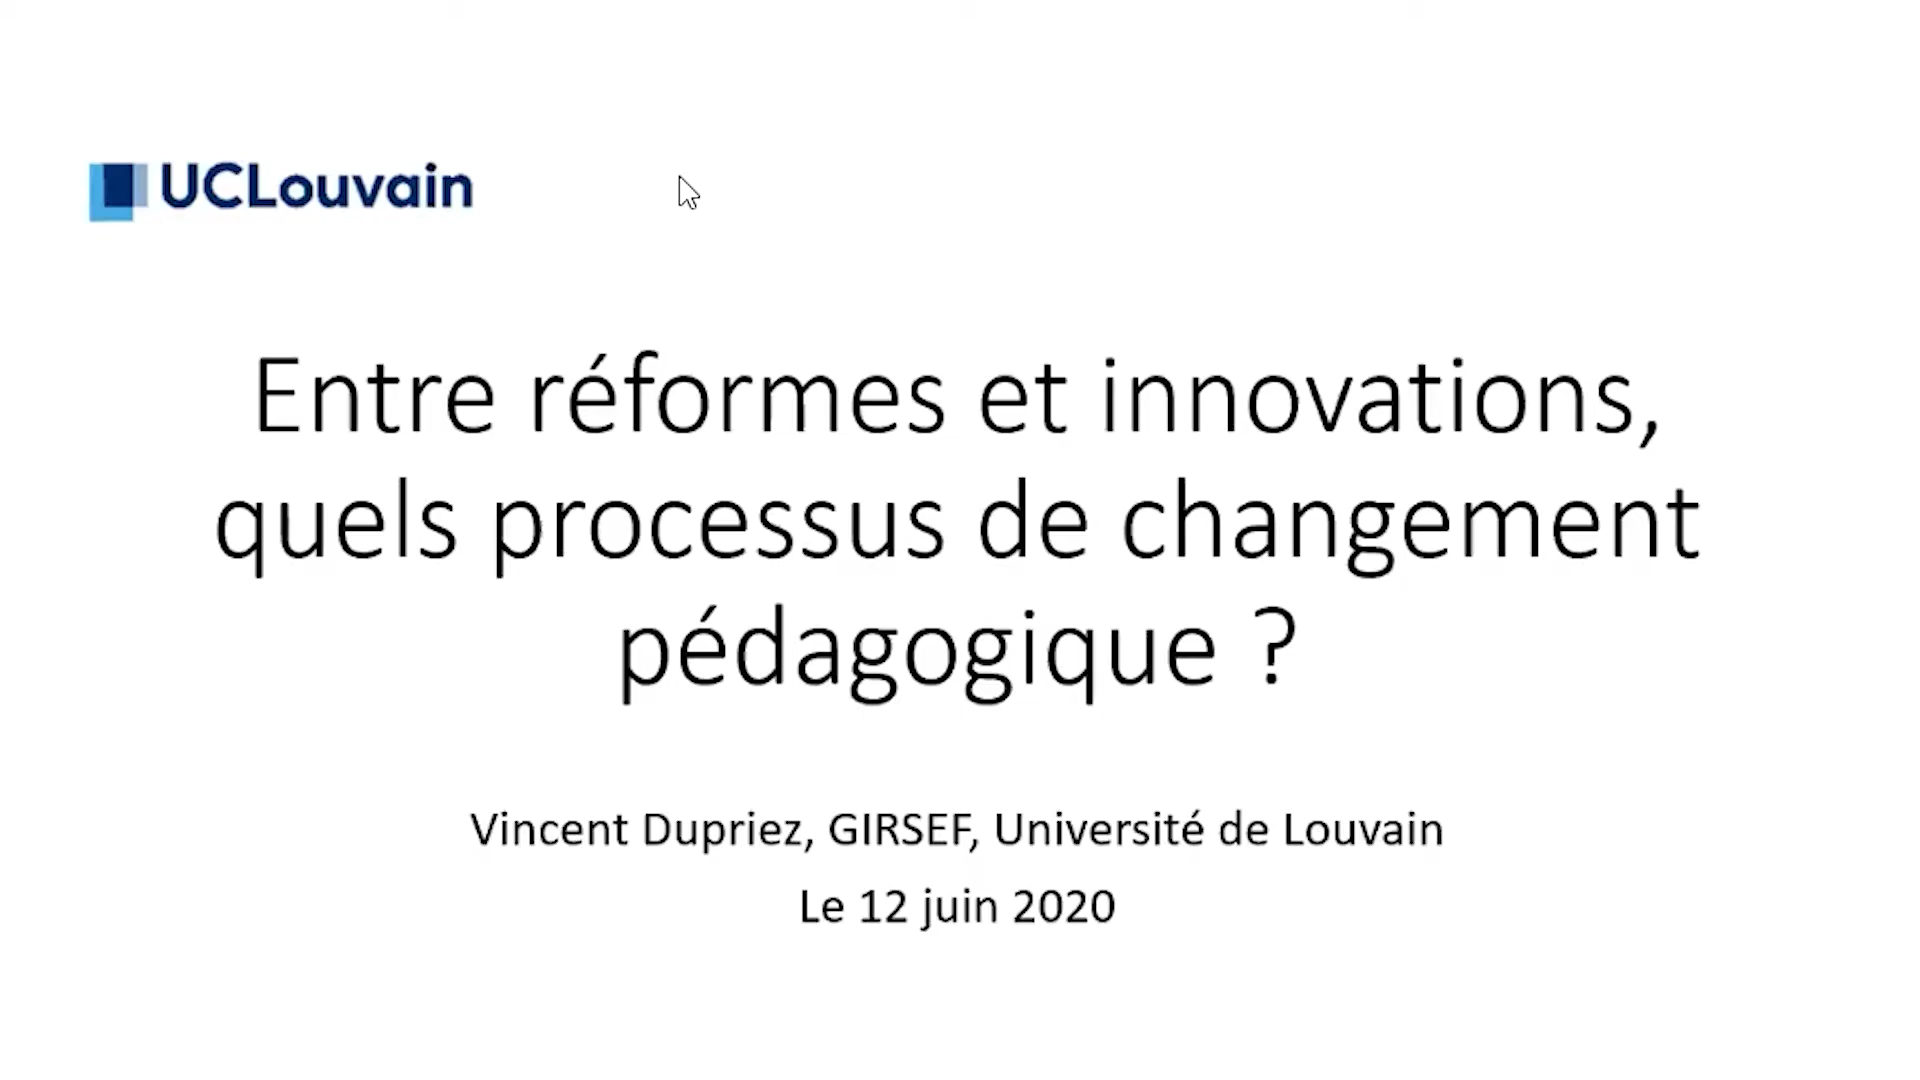 UCLouvain
Entre réformes et innovations,
quels processus de changement
pédagogique ?
Vincent Dupriez, GIRSEF, Université de Louvain
Le 12 juin 2020